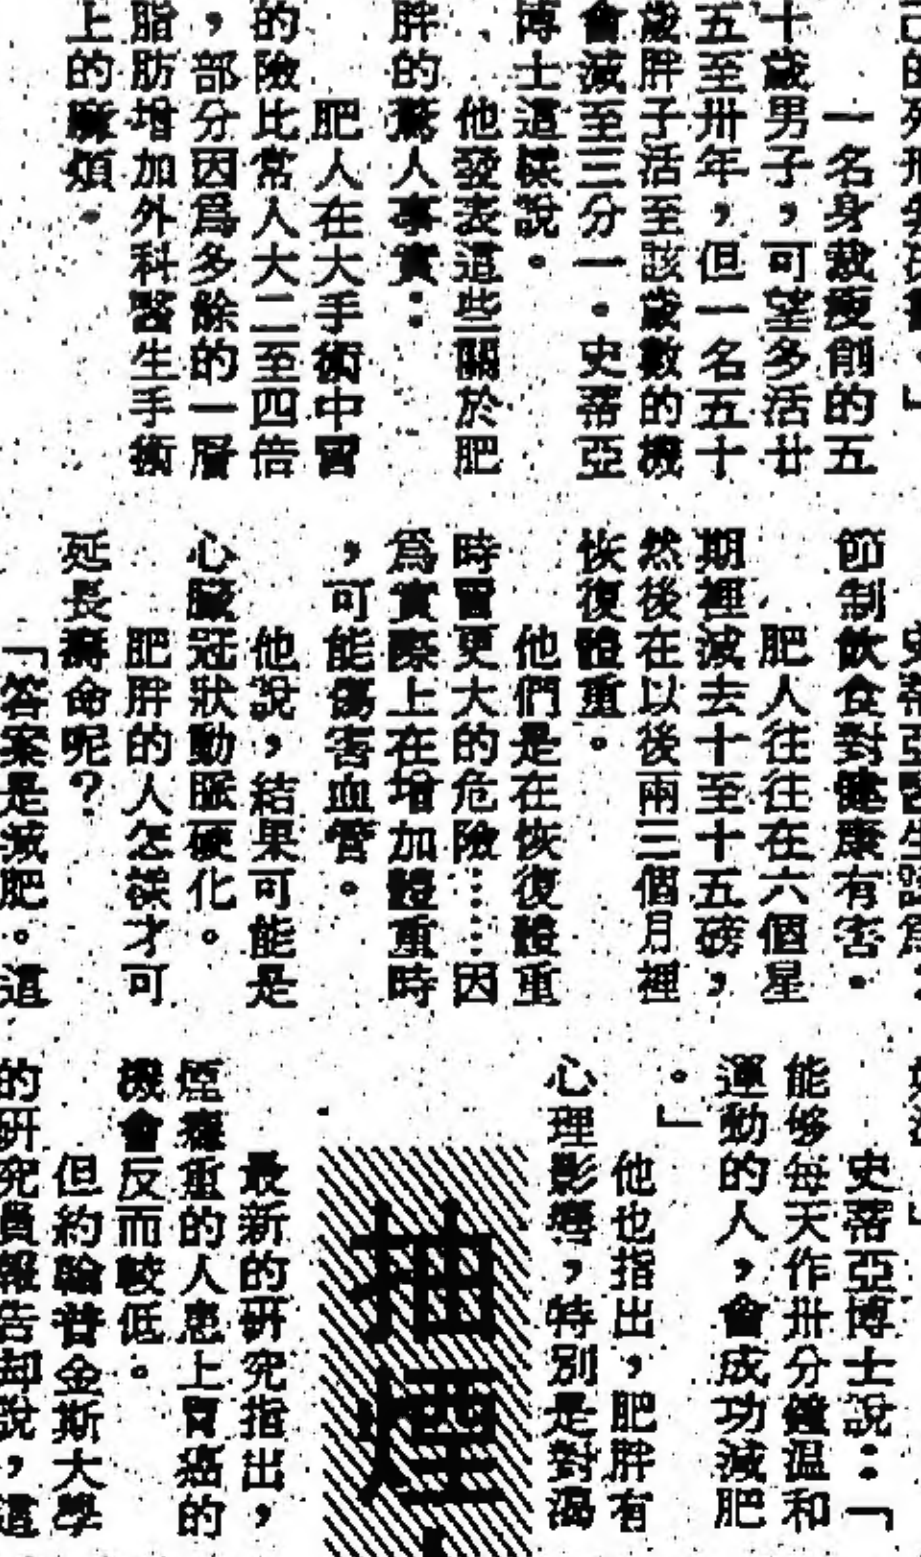 一名身裁瘦削的五
十歲男子，可望多活廿
五至卅年，但一名五十
歲胖子活至該歲數的機
會減至三分一。史蒂亞
博士這樣說。
他發表這些關於肥
胖的驚人事實：
肥人在大手術中冒
的險比常人大二至四倍
，部分因爲多餘的一層
脂肪增加外科醫生手術
上的麻煩。
節制飲食對健康有害。
肥人往往在六個星
期裡減去十至十五磅，
然後在以後兩三個月裡
恢復體重。
他們是在恢復體重
時冒更大的危險……因
爲實際上在增加體重時
，可能傷害血管。
他說，結果可能是
心臟冠狀動脈硬化。
肥胖的人怎樣才可
延長壽命呢？
「答案是減肥。這
史蒂亞博士說：「
能够每天作卅分鐘温和
運動的人，會成功減肥
。」
他也指出，肥胖有
心理影響，特別是對
抽煙
最新的研究指出，
煙癮重的人患上胃癌的
機會反而較低。
但約翰普金斯大學
的研究員報告却說，這